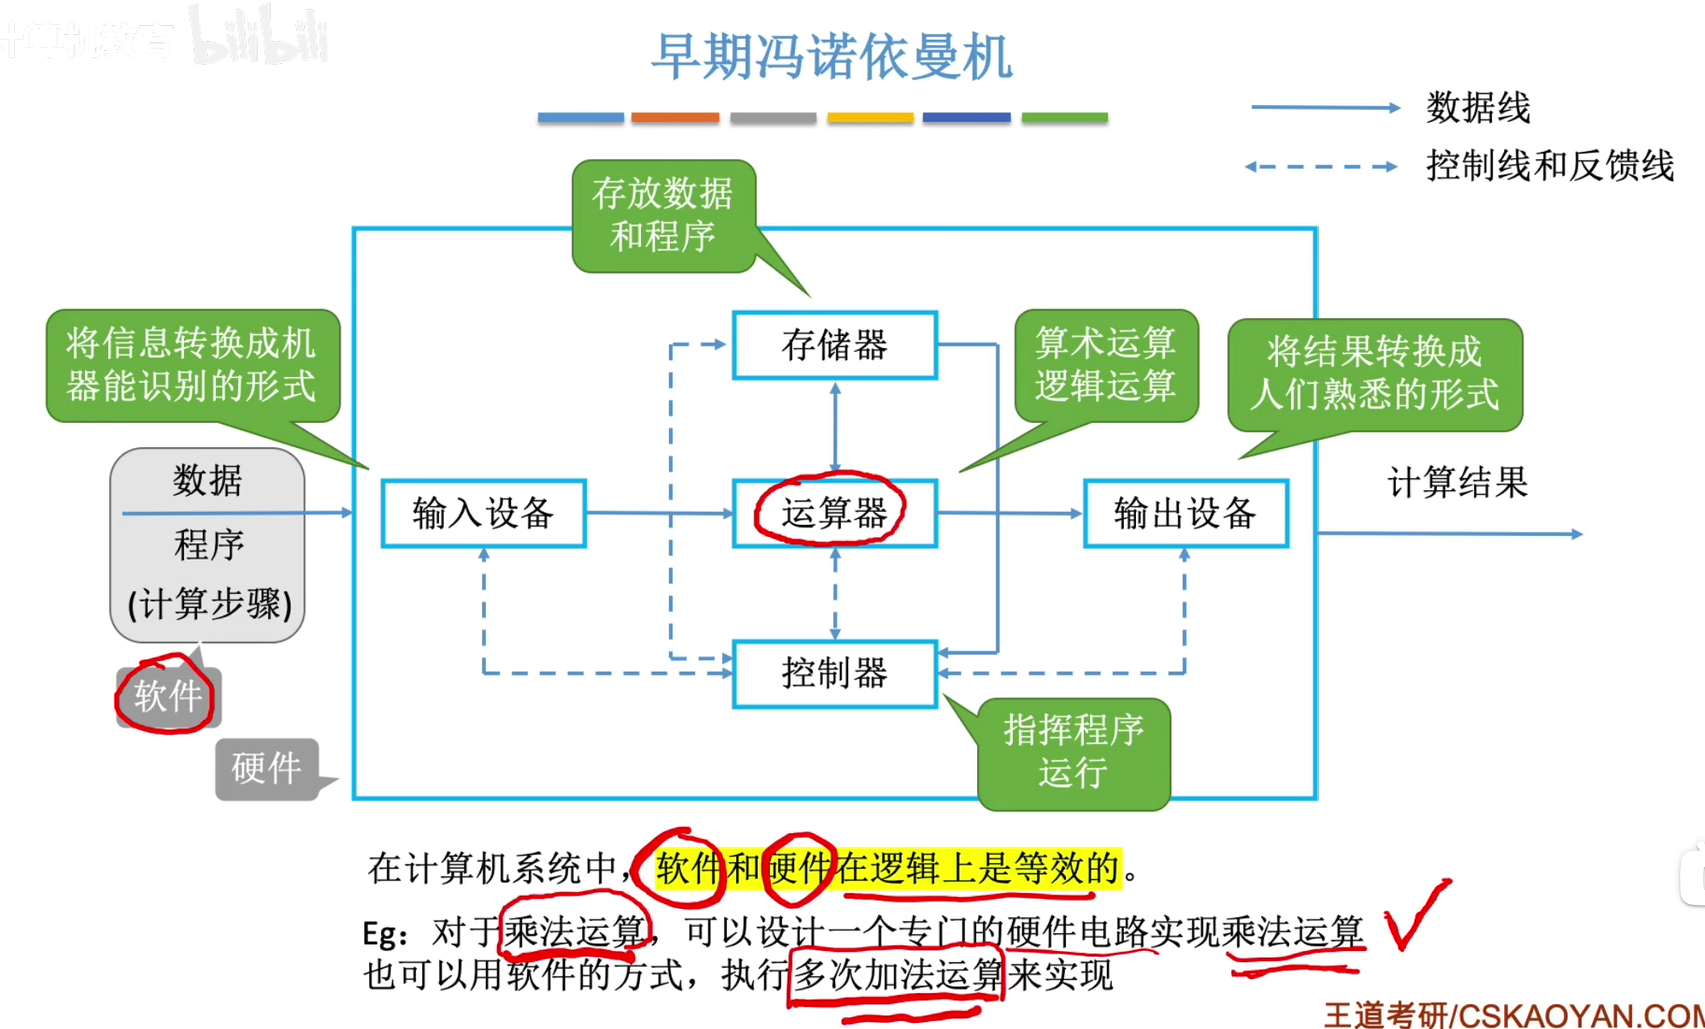 计算机教育 bilibili
早期冯诺依曼机
数据线
控制线和反馈线
存放数据
和程序
将信息转换成机
器能识别的形式
存储器
算术运算
逻辑运算
将结果转换成
人们熟悉的形式
数据
程序
(计算步骤)
输入设备
运算器
输出设备
计算结果
软件
硬件
控制器
指挥程序
运行
在计算机系统中，软件和硬件在逻辑上是等效的。
Eg：对于乘法运算，可以设计一个专门的硬件电路实现乘法运算
也可以用软件的方式，执行多次加法运算来实现
王道考研/CSKAOYAN.COM